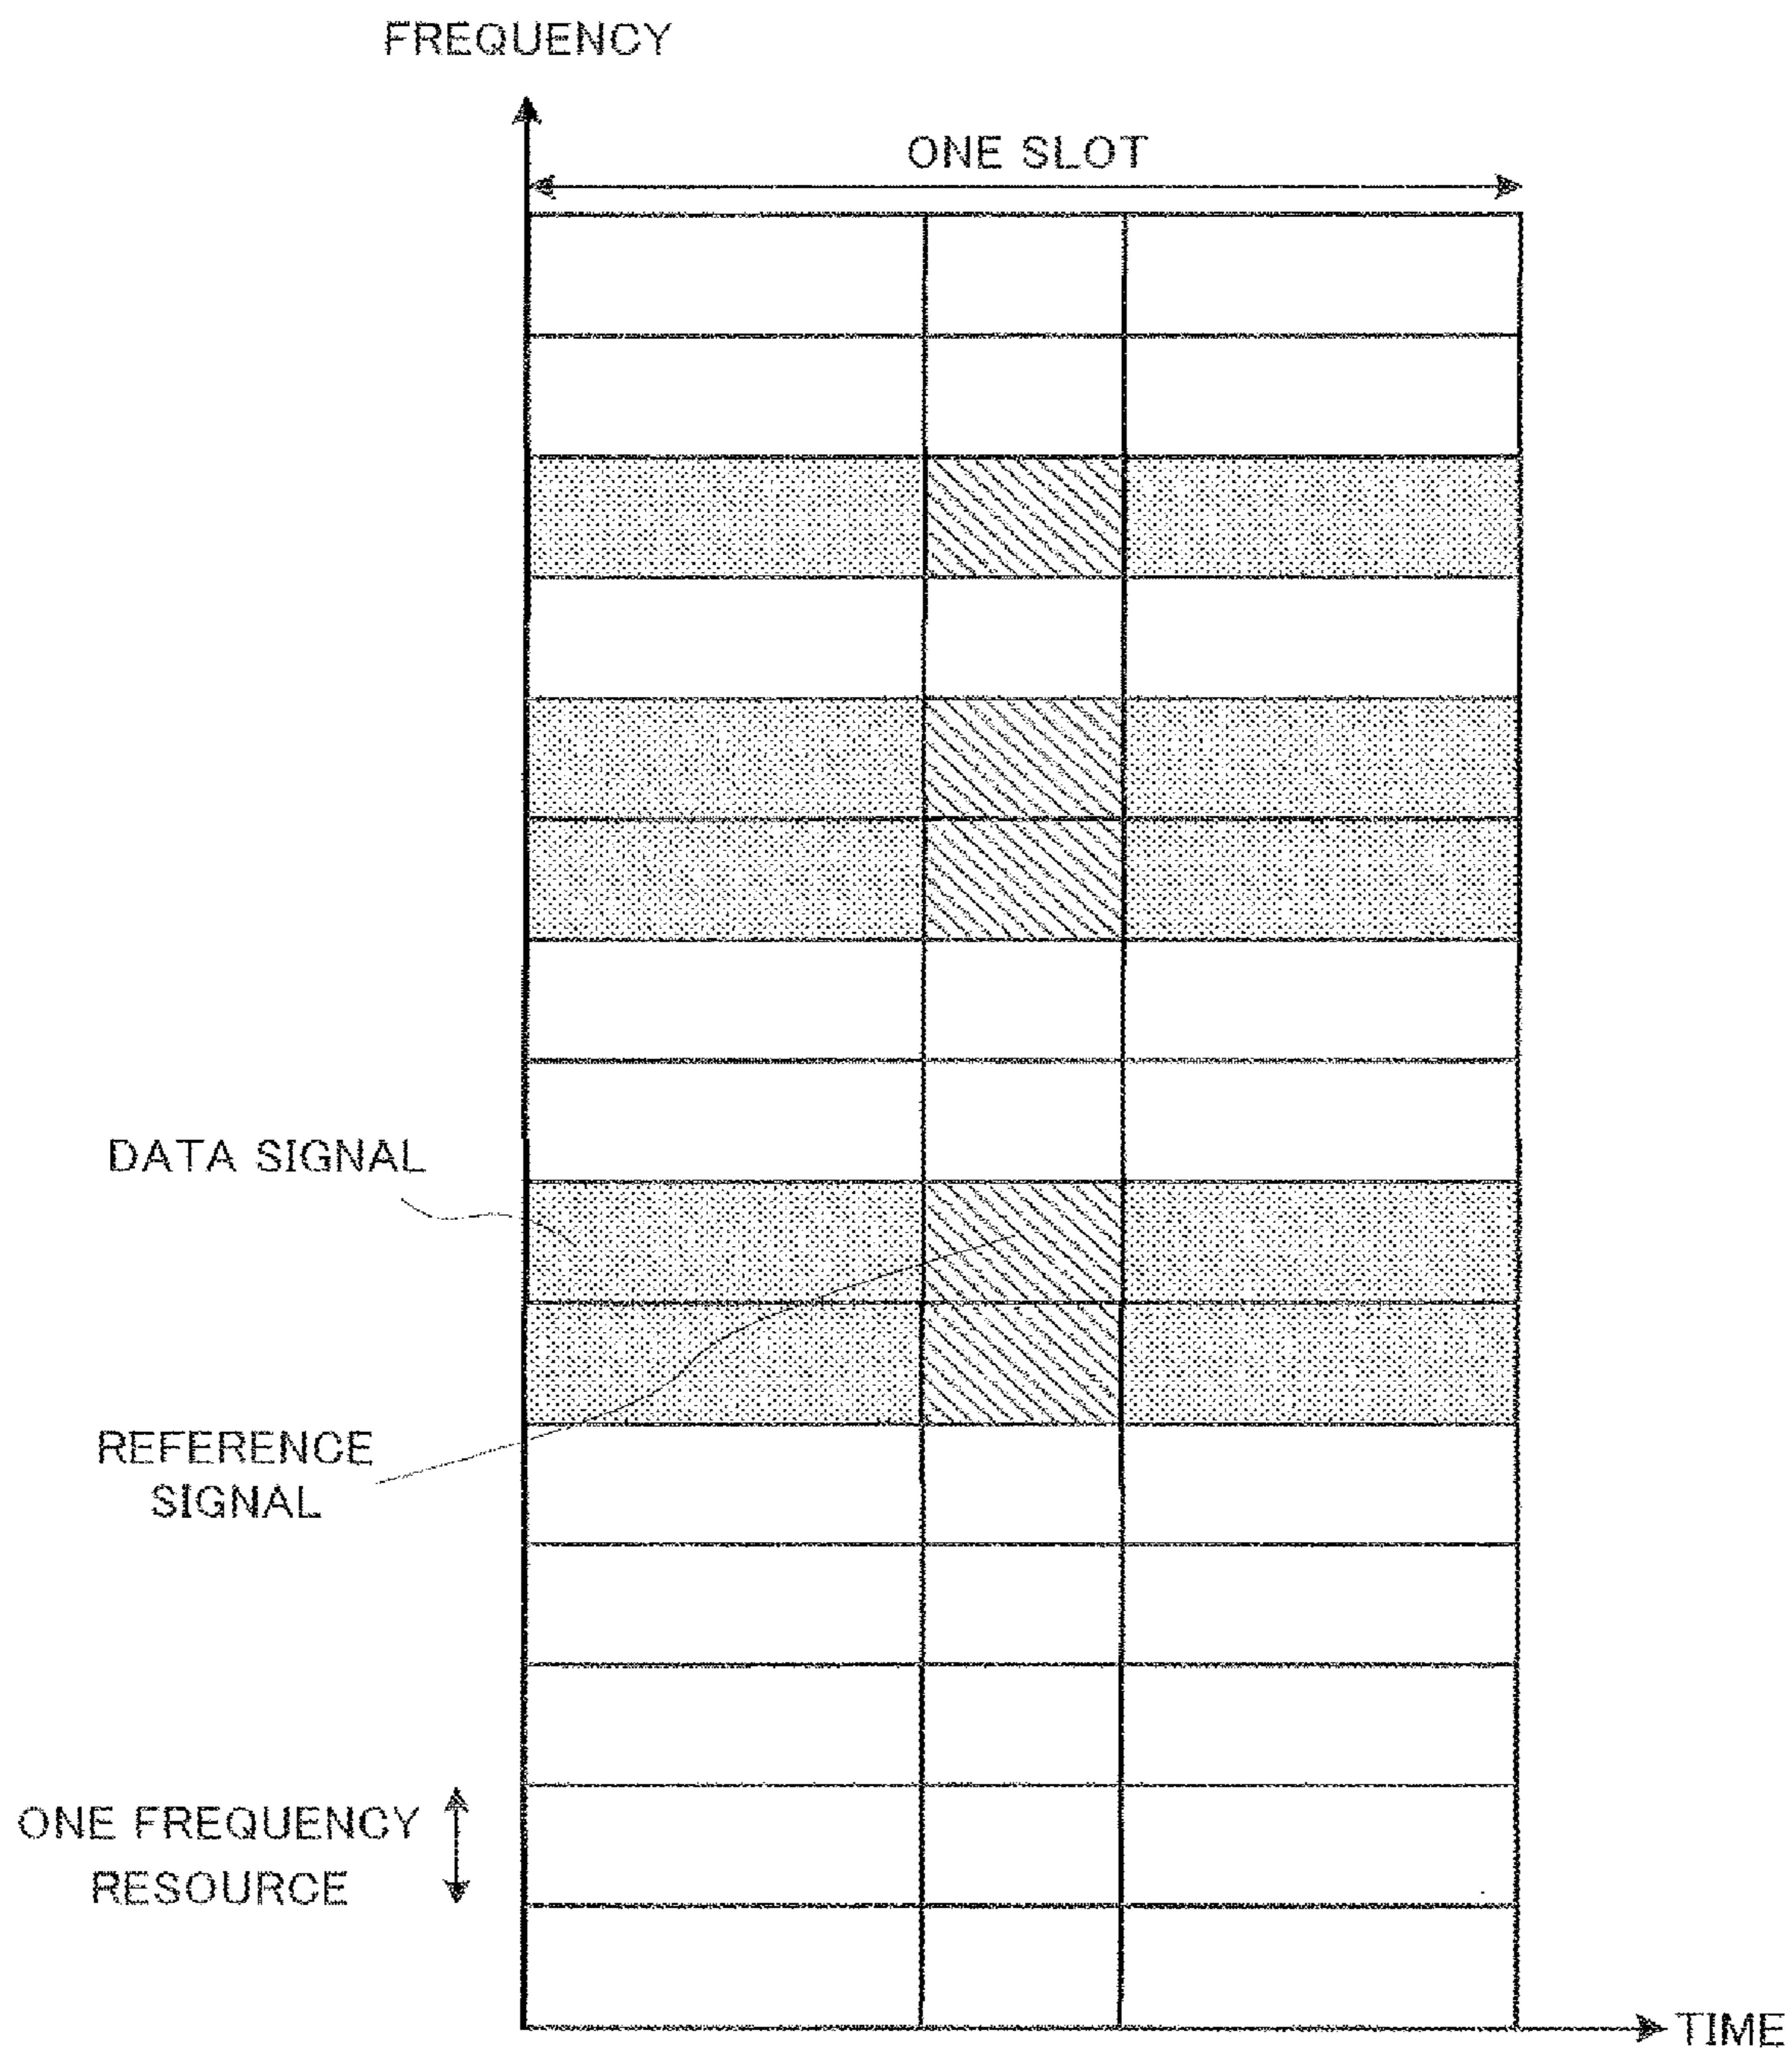 FREQUENCY
ONE SLOT
DATA SIGNAL
REFERENCE
SIGNAL
ONE FREQUENCY
RESOURCE
TIME